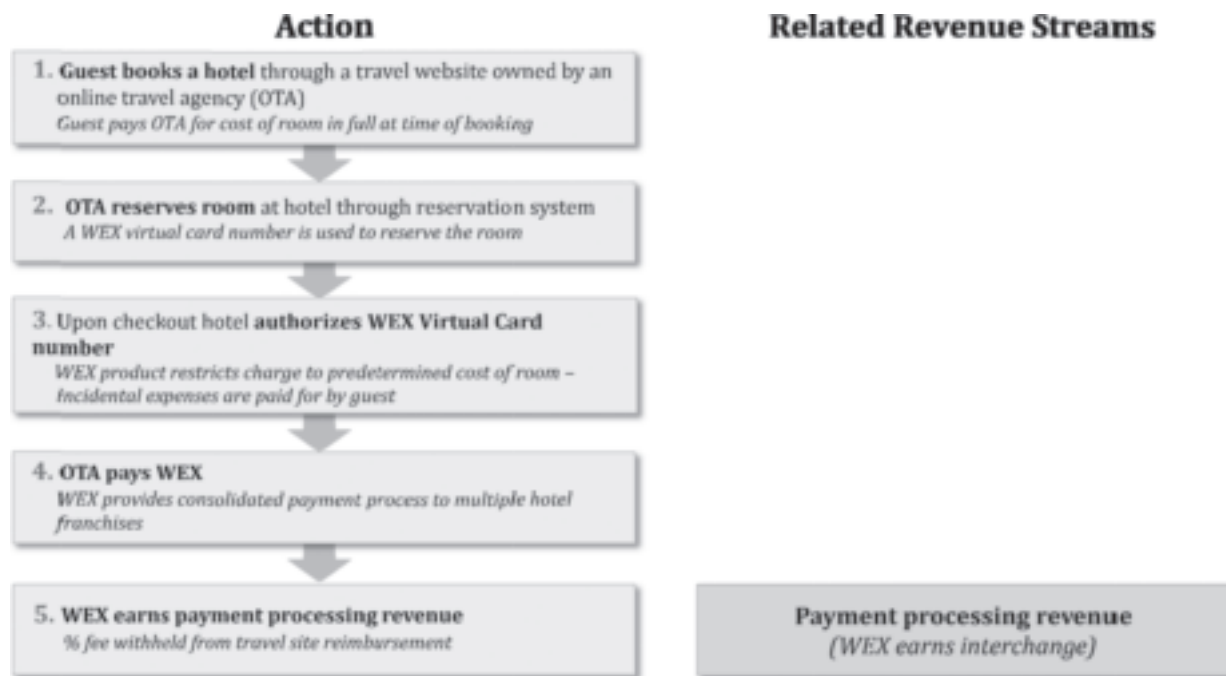 Action
Related Revenue Streams
1. Guest books a hotel through a travel website owned by an
online travel agency (OTA)
Guest pays OTA for cost of room in full at time of booking
2. OTA reserves room at hotel through reservation system
A WEX virtual card number is used to reserve the room
3. Upon checkout hotel authorizes WEX Virtual Card
number
WEX product restricts charge to predetermined cost of room –
Incidental expenses are paid for by guest
4. OTA pays WEX
WEX provides consolidated payment process to multiple hotel
franchises
5. WEX earns payment processing revenue
% fee withheld from travel site reimbursement
Payment processing revenue
(WEX earns interchange)